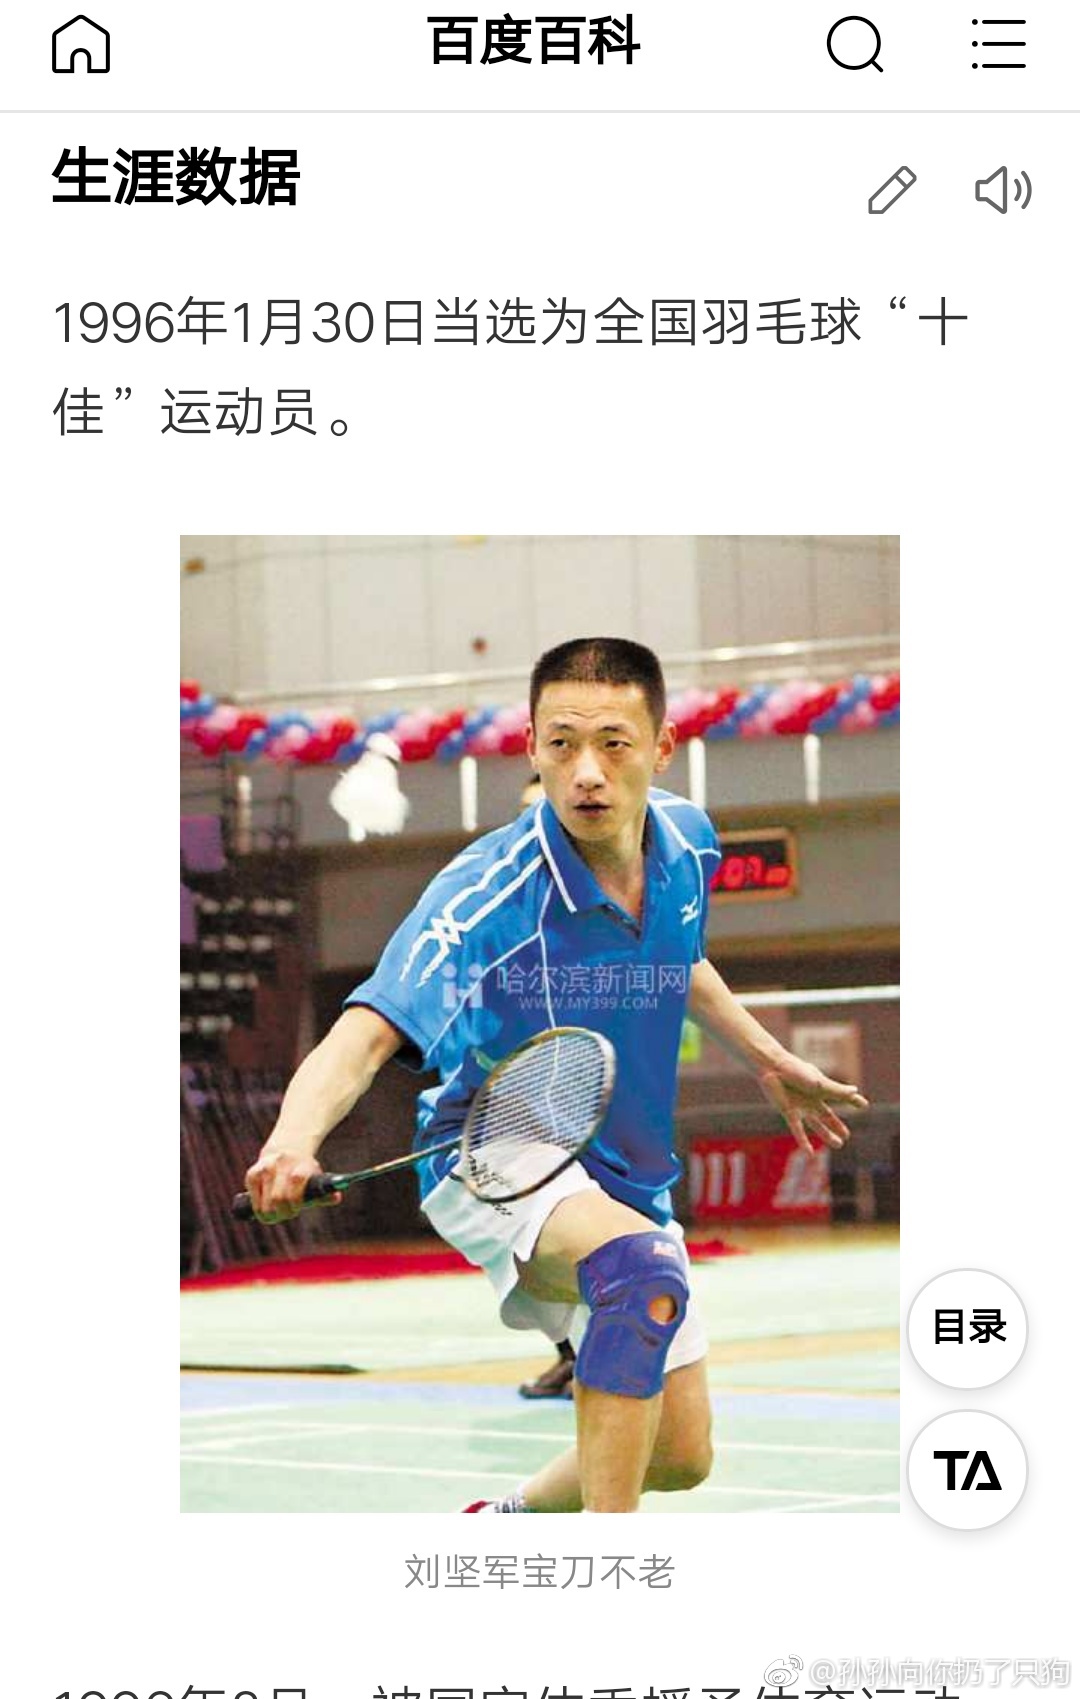 百度百科
生涯数据
1996年1月30日当选为全国羽毛球“十
佳”运动员。
哈尔滨新闻网
WWW.MY399.COM
目录
TA
刘坚军宝刀不老
@孙孙向你扔了只狗